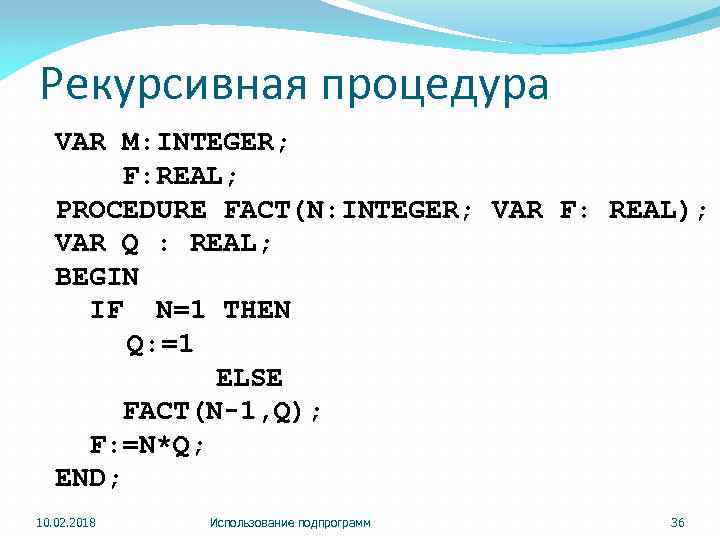 Рекурсивная процедура
VAR M:INTEGER;
F:REAL;
PROCEDURE FACT(N:INTEGER; VAR F: REAL);
VAR Q : REAL;
BEGIN
IF N=1 THEN
Q:=1
ELSE
FACT(N-1,Q);
F:=N*Q;
END;
10.02.2018 Использование подпрограмм 36